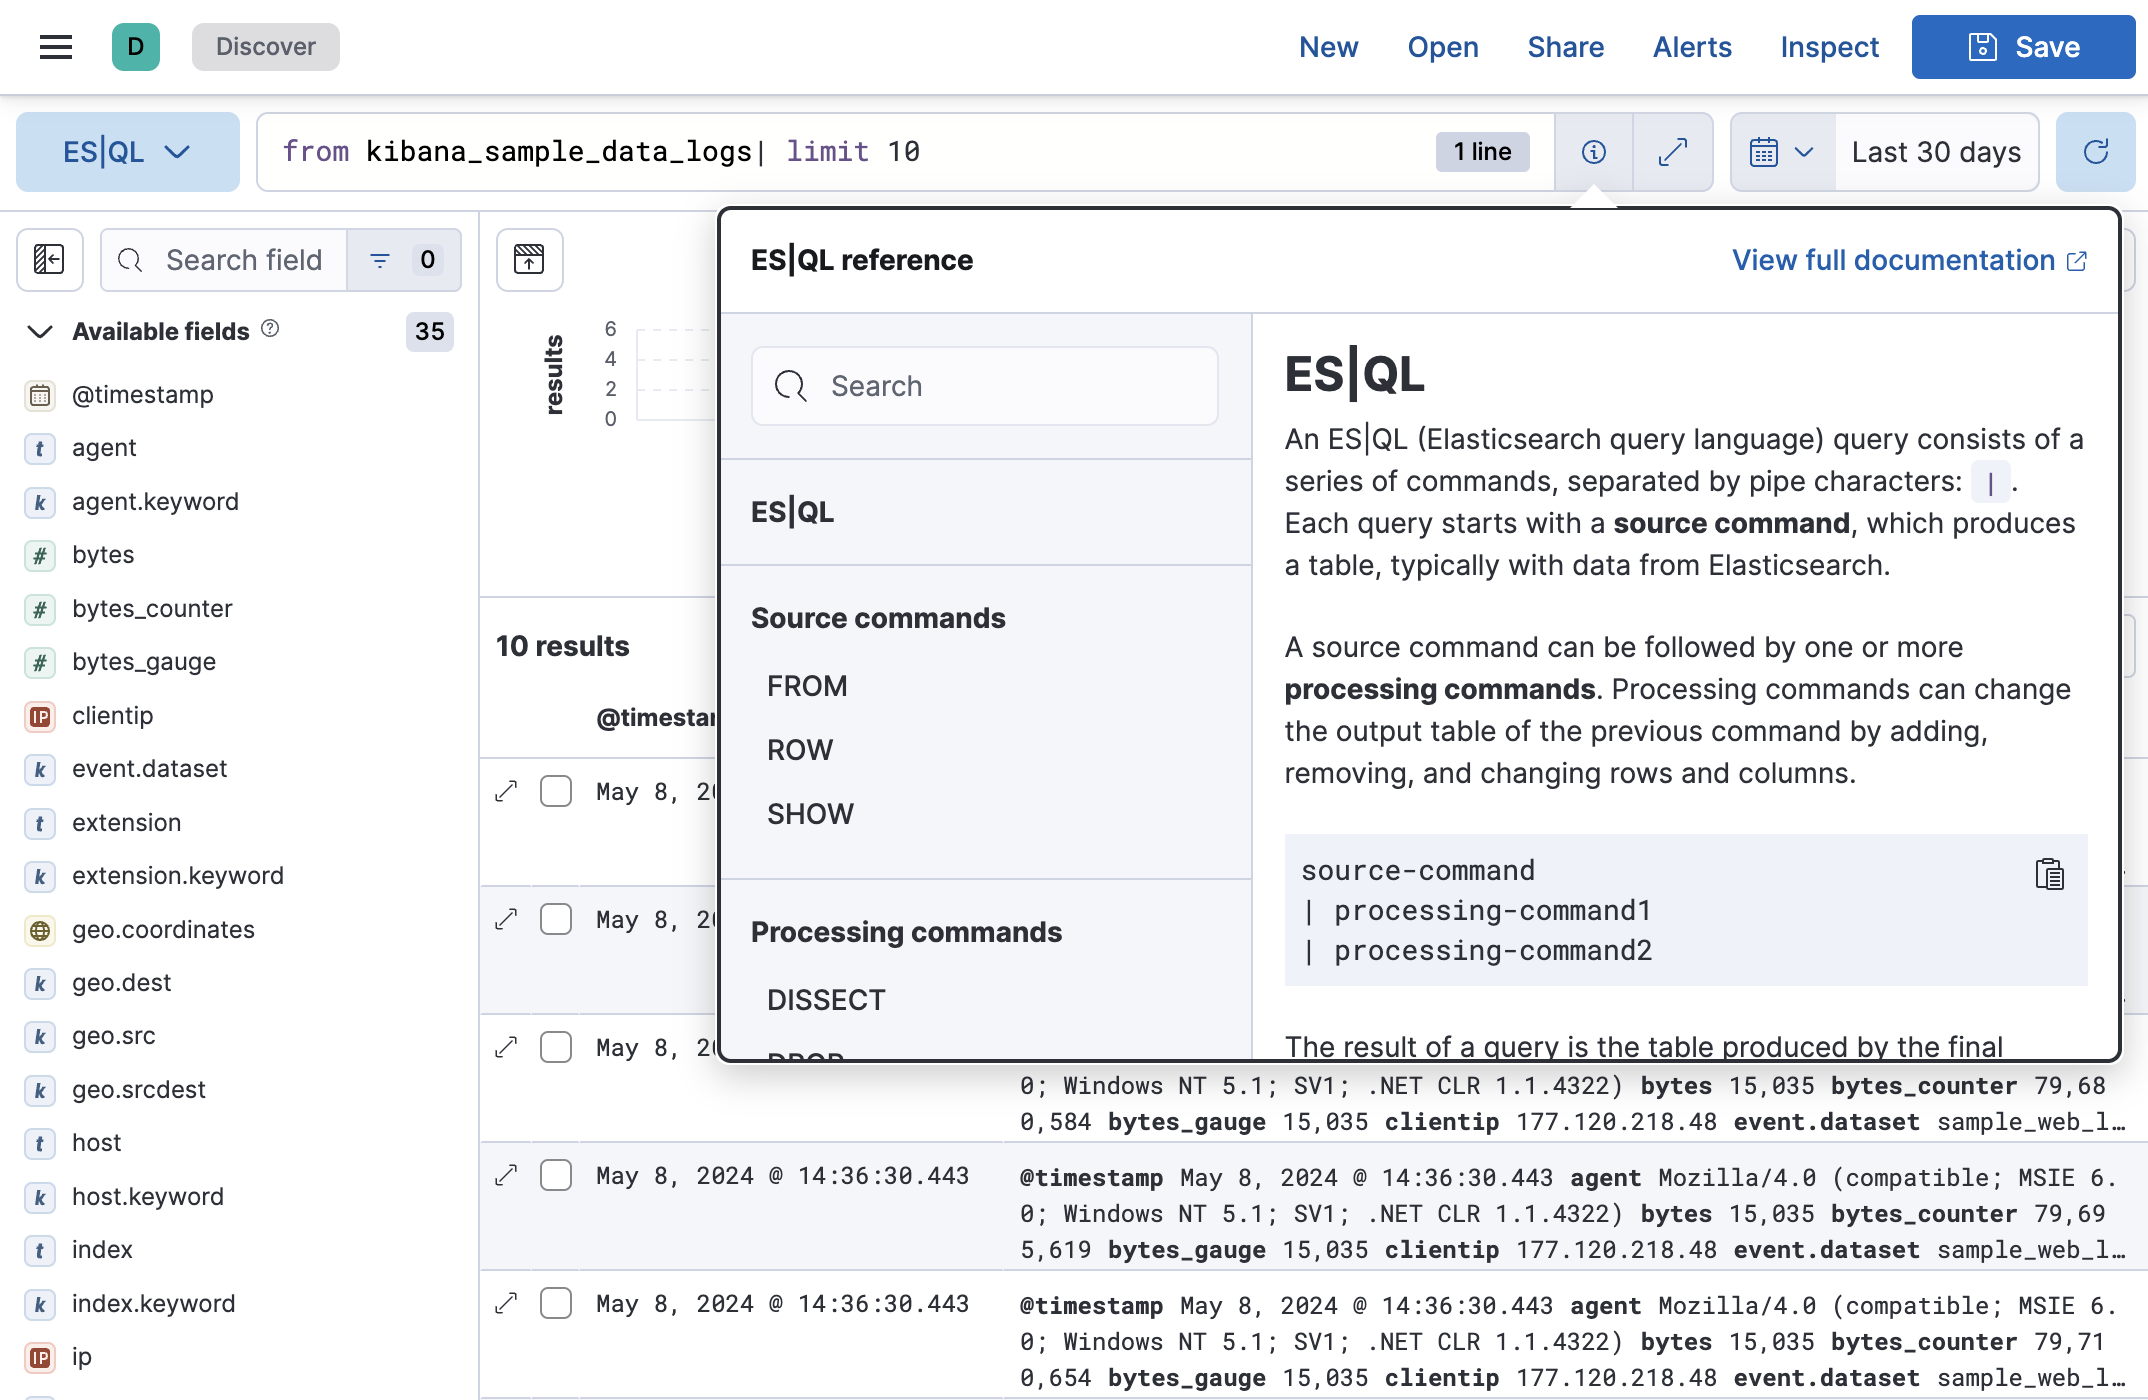 D
Discover
New
Open
Share
Alerts
Inspect
Save
ES|QL
from kibana_sample_data_logs| limit 10
1 line
Last 30 days
Search field
0
Available fields
35
@timestamp
agent
agent.keyword
bytes
bytes_counter
bytes_gauge
clientip
event.dataset
extension
extension.keyword
geo.coordinates
geo.dest
geo.src
geo.srcdest
host
host.keyword
index
index.keyword
ip
results
6
4
2
0
10 results
ES|QL reference
View full documentation
Search
ES|QL
Source commands
FROM
ROW
SHOW
Processing commands
DISSECT
DROP
ES|QL
An ES|QL (Elasticsearch query language) query consists of a
series of commands, separated by pipe characters: | .
Each query starts with a source command, which produces
a table, typically with data from Elasticsearch.
A source command can be followed by one or more
processing commands. Processing commands can change
the output table of the previous command by adding,
removing, and changing rows and columns.
source-command
| processing-command1
| processing-command2
The result of a query is the table produced by the final
May 8,
May 8,
May 8,
0; Windows NT 5.1; SV1; .NET CLR 1.1.4322) bytes 15,035 bytes_counter 79,68
0,584 bytes_gauge 15,035 clientip 177.120.218.48 event.dataset sample_web_l…
May 8, 2024 @ 14:36:30.443
@timestamp May 8, 2024 @ 14:36:30.443 agent Mozilla/4.0 (compatible; MSIE 6.
0; Windows NT 5.1; SV1; .NET CLR 1.1.4322) bytes 15,035 bytes_counter 79,69
5,619 bytes_gauge 15,035 clientip 177.120.218.48 event.dataset sample_web_l…
May 8, 2024 @ 14:36:30.443
@timestamp May 8, 2024 @ 14:36:30.443 agent Mozilla/4.0 (compatible; MSIE 6.
0; Windows NT 5.1; SV1; .NET CLR 1.1.4322) bytes 15,035 bytes_counter 79,71
0,654 bytes_gauge 15,035 clientip 177.120.218.48 event.dataset sample_web_l…